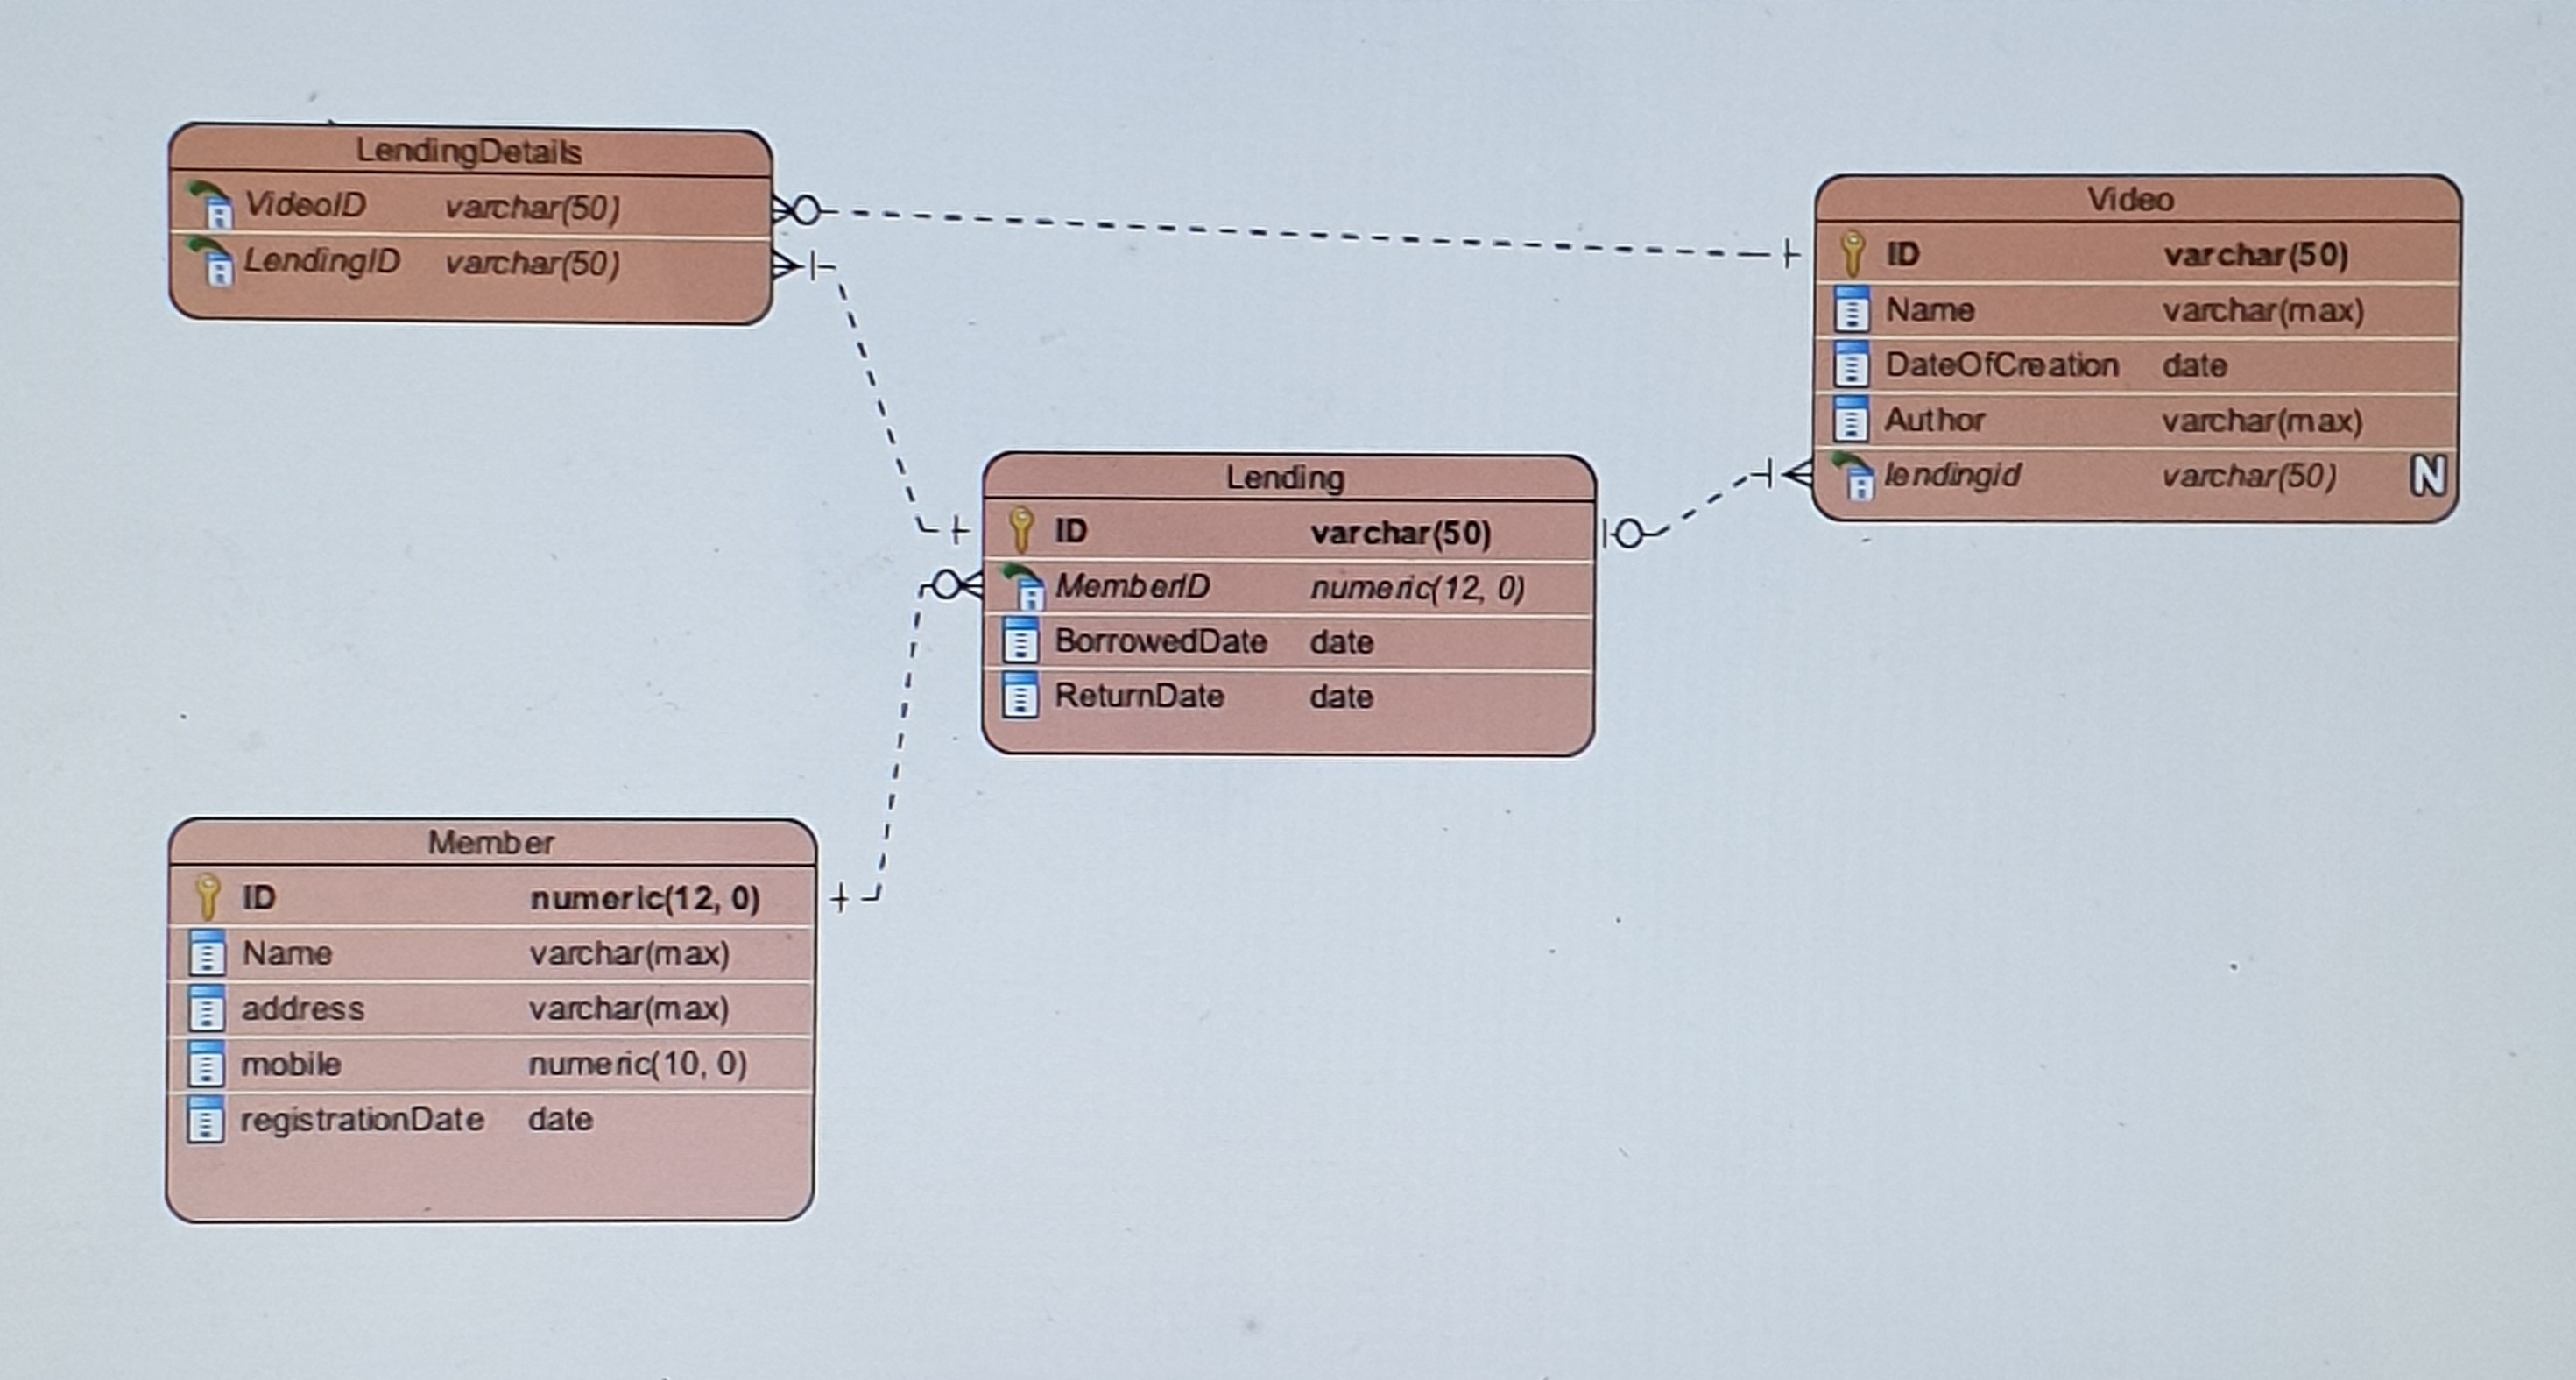 LendingDetails
VideoID varchar(50)
LendingID varchar(50)
Video
ID varchar(50)
Name varchar(max)
DateOfCreation date
Author varchar(max)
lendingid varchar(50) N
Lending
ID varchar(50)
MemberID numeric(12, 0)
BorrowedDate date
ReturnDate date
Member
ID numeric(12, 0)
Name varchar(max)
address varchar(max)
mobile numeric(10, 0)
registrationDate date